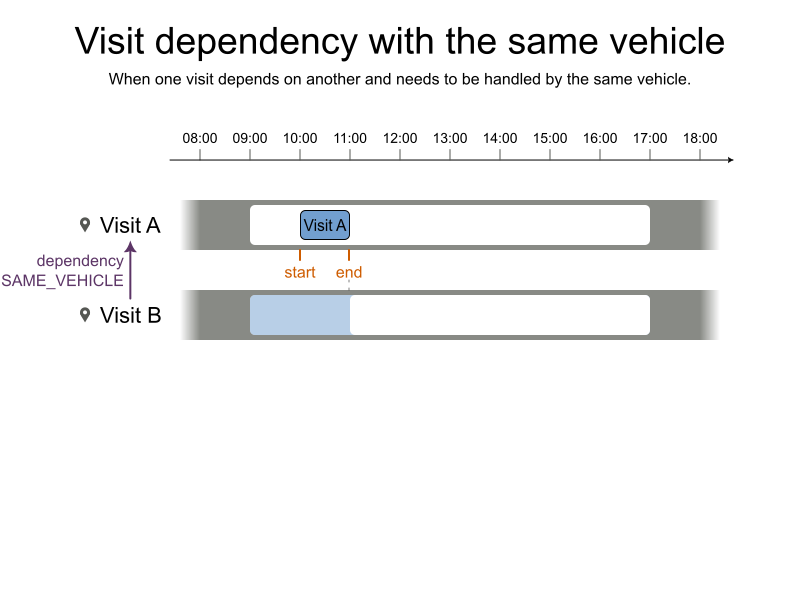 Visit dependency with the same vehicle
When one visit depends on another and needs to be handled by the same vehicle.
08:00 09:00 10:00 11:00 12:00 13:00 14:00 15:00 16:00 17:00 18:00
Visit A
Visit A
dependency
SAME_VEHICLE
start end
Visit B